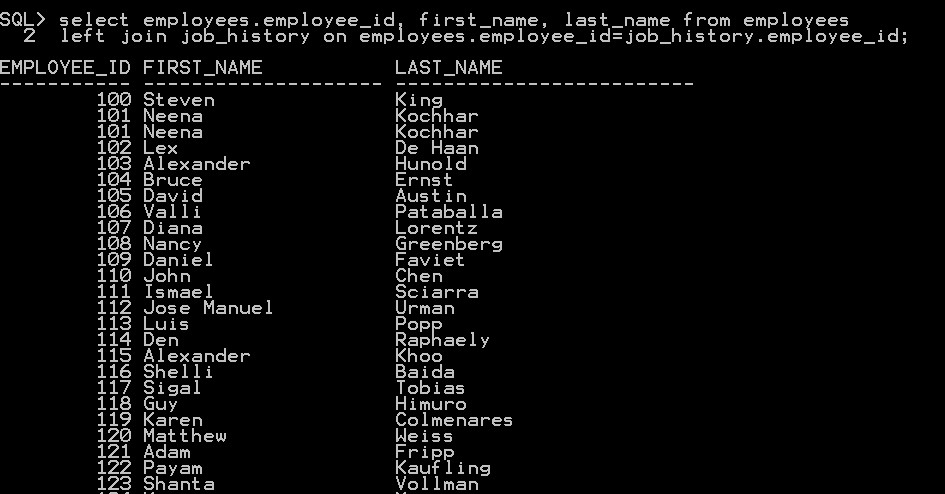 SQL> select employees.employee_id, first_name, last_name from employees
2 left join job_history on employees.employee_id=job_history.employee_id;
EMPLOYEE_ID FIRST_NAME LAST_NAME
----------- -------------------- -------------------------
100 Steven King
101 Neena Kochhar
101 Neena Kochhar
102 Lex De Haan
103 Alexander Hunold
104 Bruce Ernst
105 David Austin
106 Valli Pataballa
107 Diana Lorentz
108 Nancy Greenberg
109 Daniel Faviet
110 John Chen
111 Ismael Sciarra
112 Jose Manuel Urman
113 Luis Popp
114 Den Raphaely
115 Alexander Khoo
116 Shelli Baida
117 Sigal Tobias
118 Guy Himuro
119 Karen Colmenares
120 Matthew Weiss
121 Adam Fripp
122 Payam Kaufling
123 Shanta Vollman